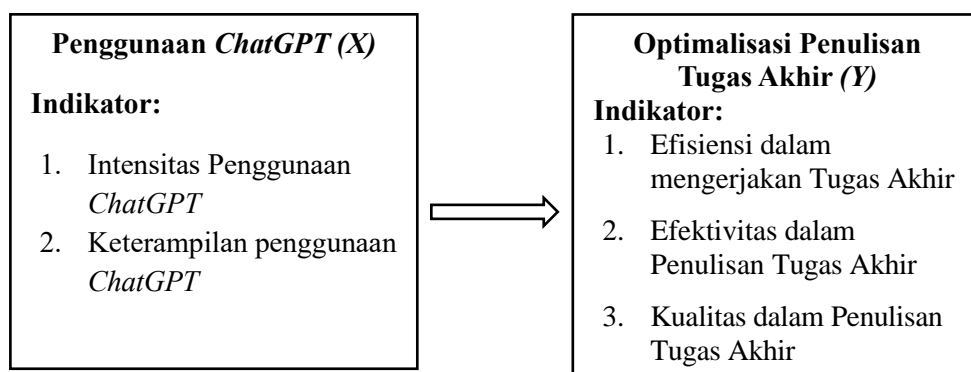 Penggunaan ChatGPT (X)
Indikator:
1. Intensitas Penggunaan
ChatGPT
2. Keterampilan penggunaan
ChatGPT
Optimalisasi Penulisan
Tugas Akhir (Y)
Indikator:
1. Efisiensi dalam
mengerjakan Tugas Akhir
2. Efektivitas dalam
Penulisan Tugas Akhir
3. Kualitas dalam Penulisan
Tugas Akhir